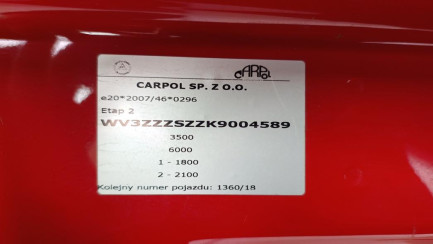 CARPOL
CARPOL SP. Z O.O.
e20*2007/46*0296
Etap 2
WV3ZZZSZZK9004589
3500
6000
1 - 1800
2 - 2100
Kolejny numer pojazdu: 1360/18